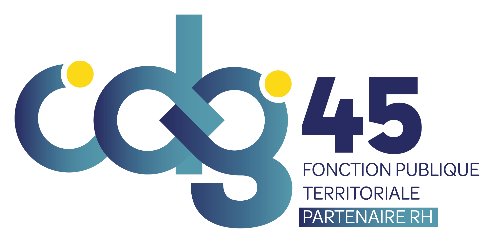 cdg 45
FONCTION PUBLIQUE
TERRITORIALE
PARTENAIRE RH